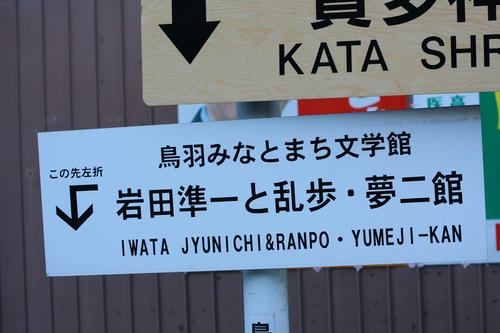 KATA
鳥羽みなとまち文学館
この先左折
岩田準一と乱歩・夢二館
IWATA JYUNICHI&RANPO・YUMEJI-KAN
鳥